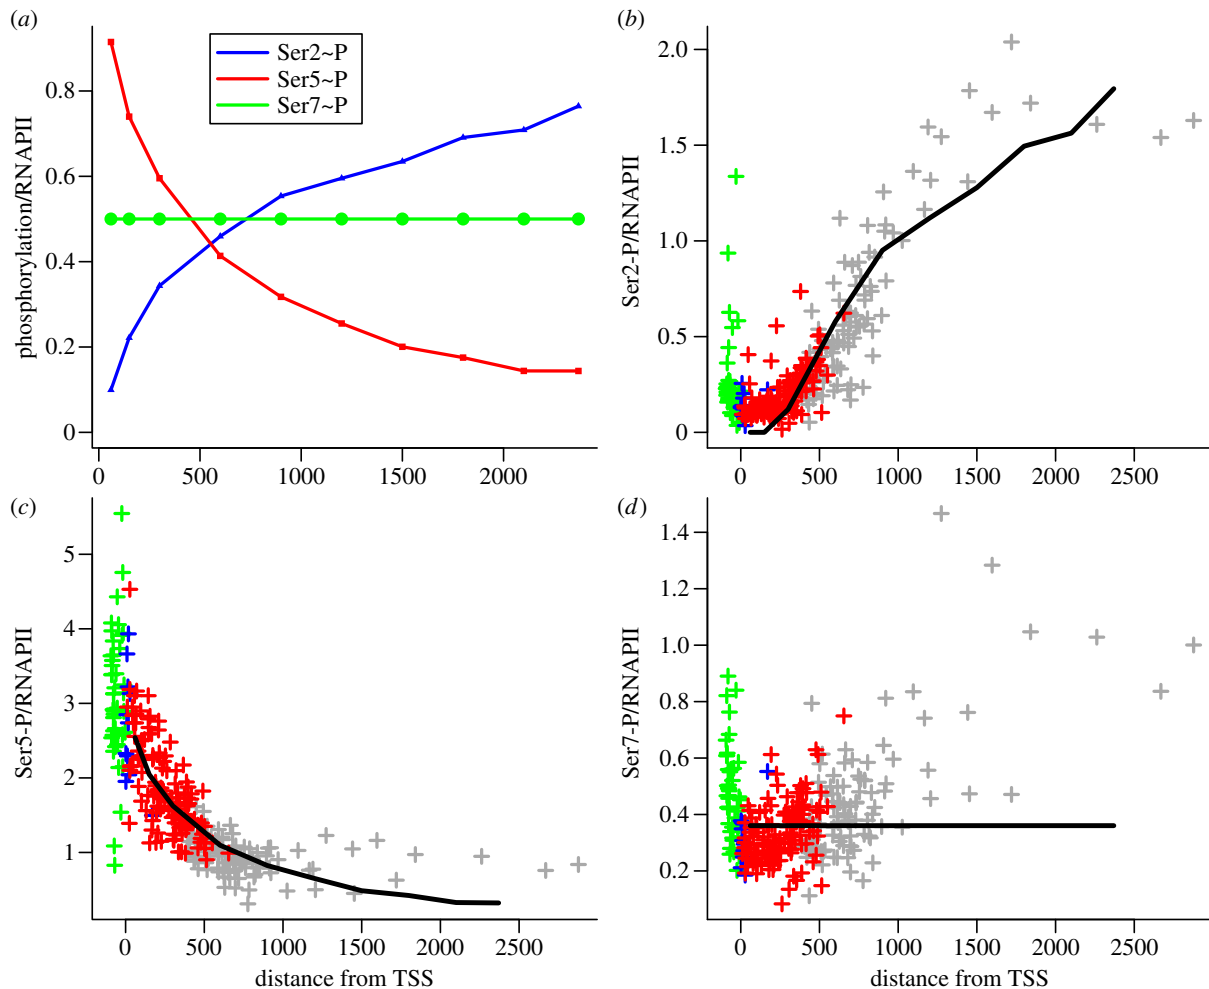 (a)
phosphorylation/RNAPII
0.8
0.6
0.4
0.2
0
Ser2~P
Ser5~P
Ser7~P
0 500 1000 1500 2000
(b)
Ser2-P/RNAPII
2.0
1.5
1.0
0.5
0
0 500 1000 1500 2000 2500
(c)
Ser5-P/RNAPII
5
4
3
2
1
0 500 1000 1500 2000 2500
distance from TSS
(d)
Ser7-P/RNAPII
1.4
1.2
1.0
0.8
0.6
0.4
0.2
0 500 1000 1500 2000 2500
distance from TSS